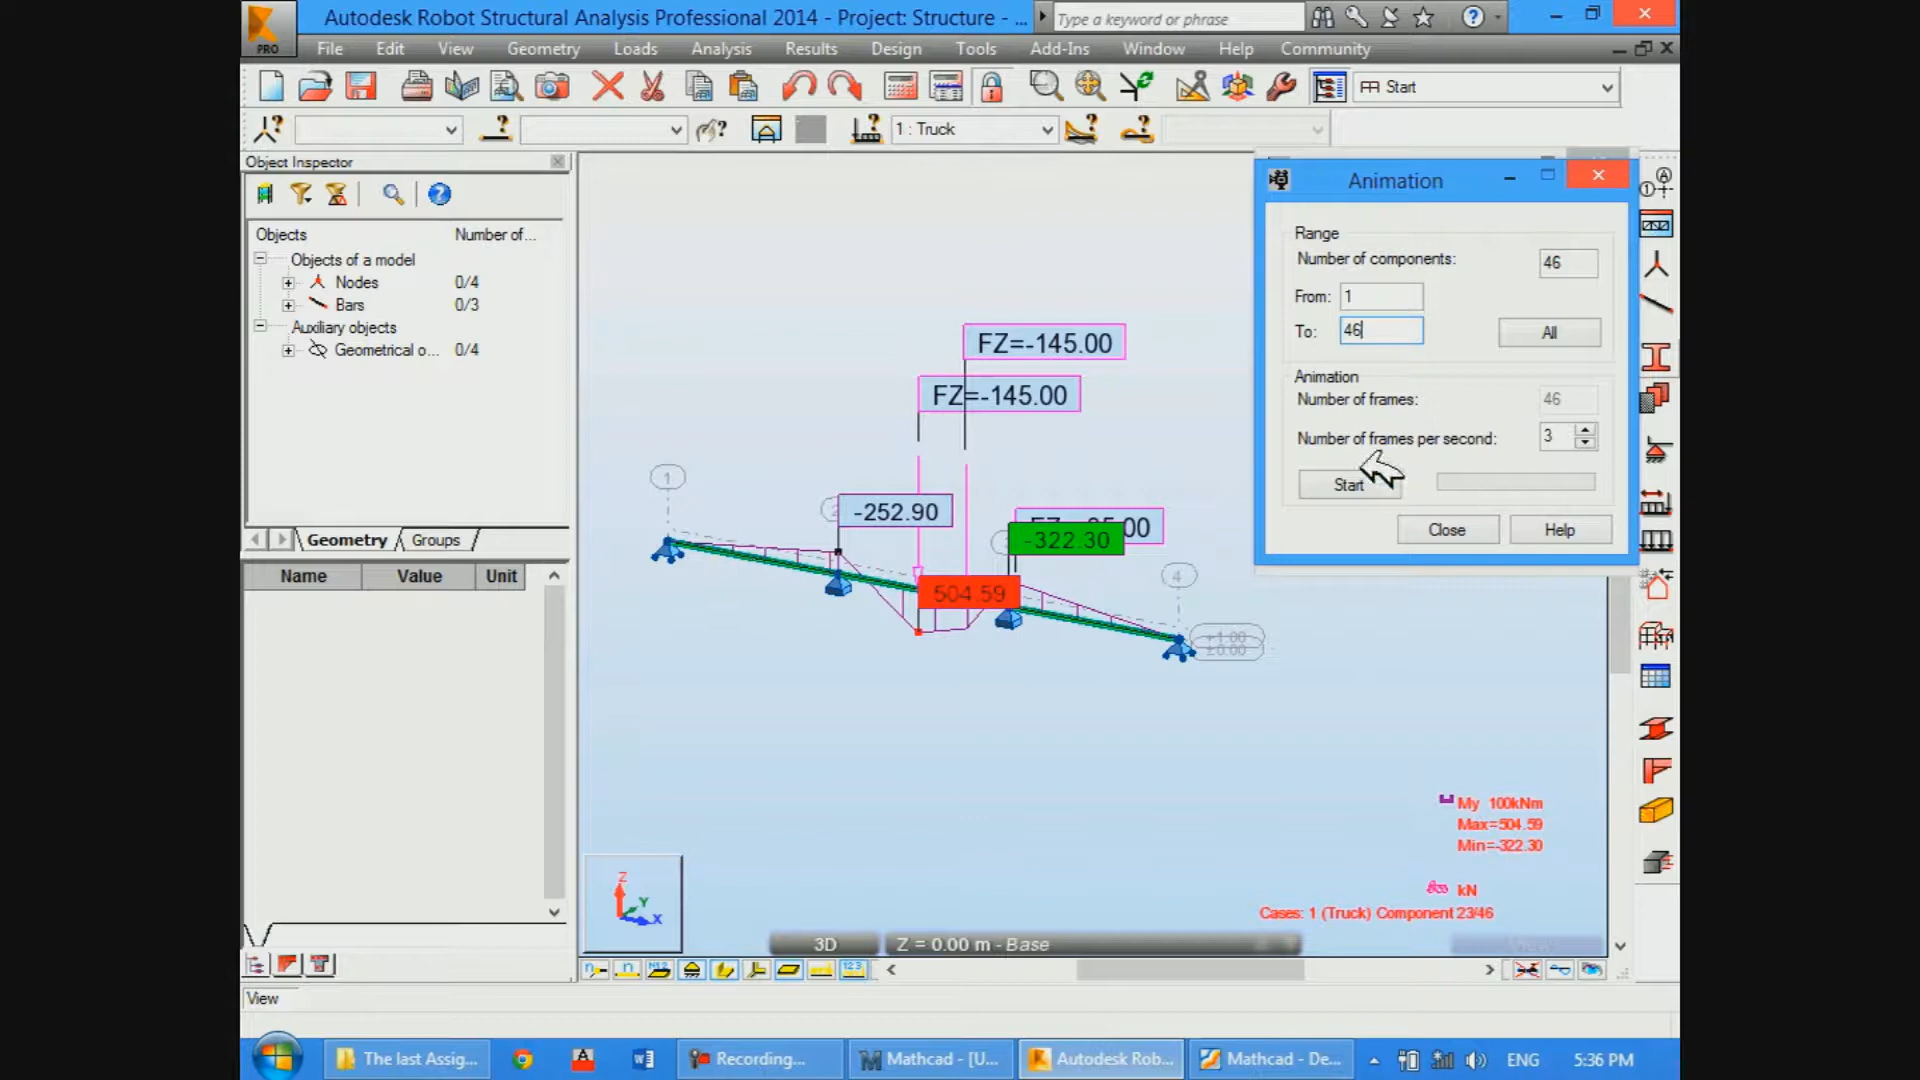 Autodesk Robot Structural Analysis Professional 2014 - Project: Structure - ...
Type a keyword or phrase
PRO
File Edit View Geometry Loads Analysis Results Design Tools Add-Ins Window Help Community
Start
1 : Truck
Object Inspector
Objects Number of...
Objects of a model
Nodes 0/4
Bars 0/3
Auxiliary objects
Geometrical o... 0/4
Geometry Groups
Name Value Unit
Animation
Range
Number of components: 46
From: 1
To: 46
All
Animation
Number of frames: 46
Number of frames per second: 3
Start
Close Help
FZ=-145.00
FZ=-145.00
1
-252.90
-322.30
504.59
4
+1.00
±0.00
My 100kNm
Max=504.59
Min=-322.30
kN
Cases: 1 (Truck) Component 23/46
Z
Y
X
3D Z = 0.00 m - Base
View
The last Assig... Recording... Mathcad - [U... Autodesk Rob... Mathcad - De... ENG 5:36 PM